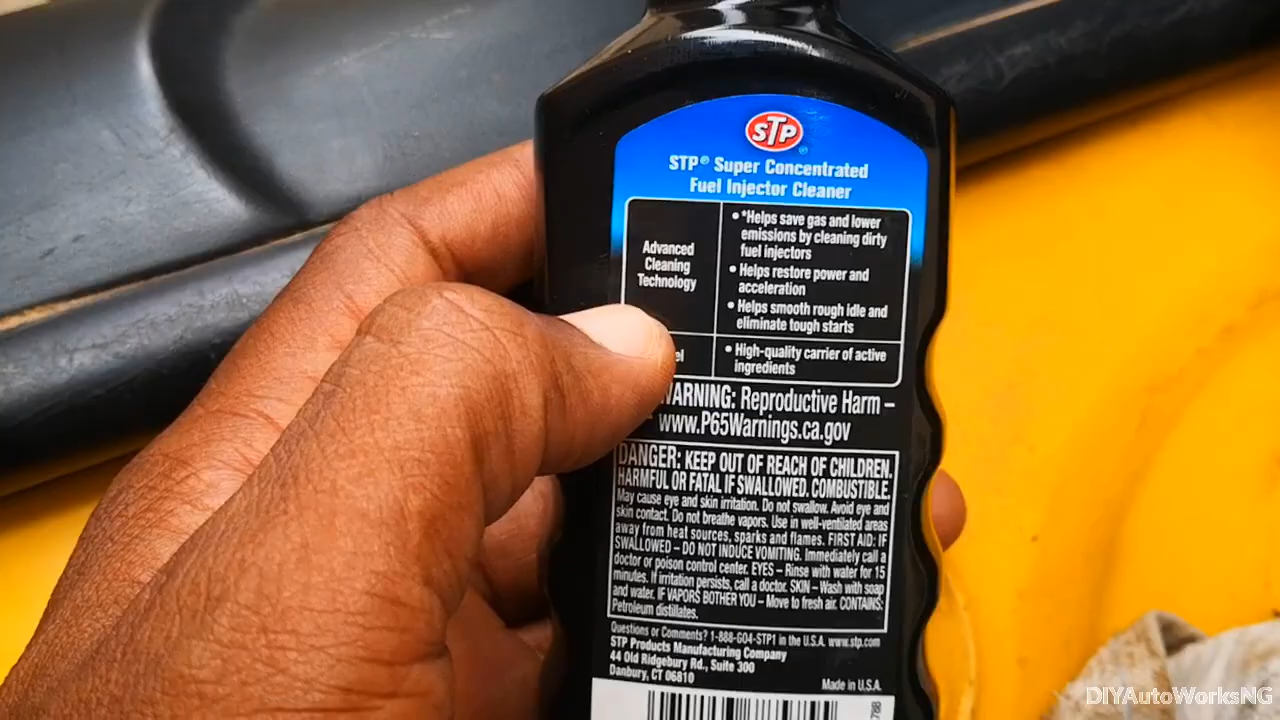 STP
STP® Super Concentrated
Fuel Injector Cleaner
Advanced
Cleaning
Technology
• *Helps save gas and lower
emissions by cleaning dirty
fuel injectors
• Helps restore power and
acceleration
• Helps smooth rough idle and
eliminate tough starts
• High-quality carrier of active
ingredients
WARNING: Reproductive Harm –
www.P65Warnings.ca.gov
DANGER: KEEP OUT OF REACH OF CHILDREN.
HARMFUL OR FATAL IF SWALLOWED. COMBUSTIBLE.
May cause eye and skin irritation. Do not swallow. Avoid eye and
skin contact. Do not breathe vapors. Use in well-ventilated areas
away from heat sources, sparks and flames. FIRST AID: IF
SWALLOWED – DO NOT INDUCE VOMITING. Immediately call a
doctor or poison control center. EYES – Rinse with water for 15
minutes. If irritation persists, call a doctor. SKIN – Wash with soap
and water. IF VAPORS BOTHER YOU – Move to fresh air. CONTAINS:
Petroleum distillates.
Questions or Comments? 1-888-GO4-STP1 in the U.S.A. www.stp.com
STP Products Manufacturing Company
44 Old Ridgebury Rd., Suite 300
Danbury, CT 06810
Made in U.S.A.
DIYAutoWorksNG